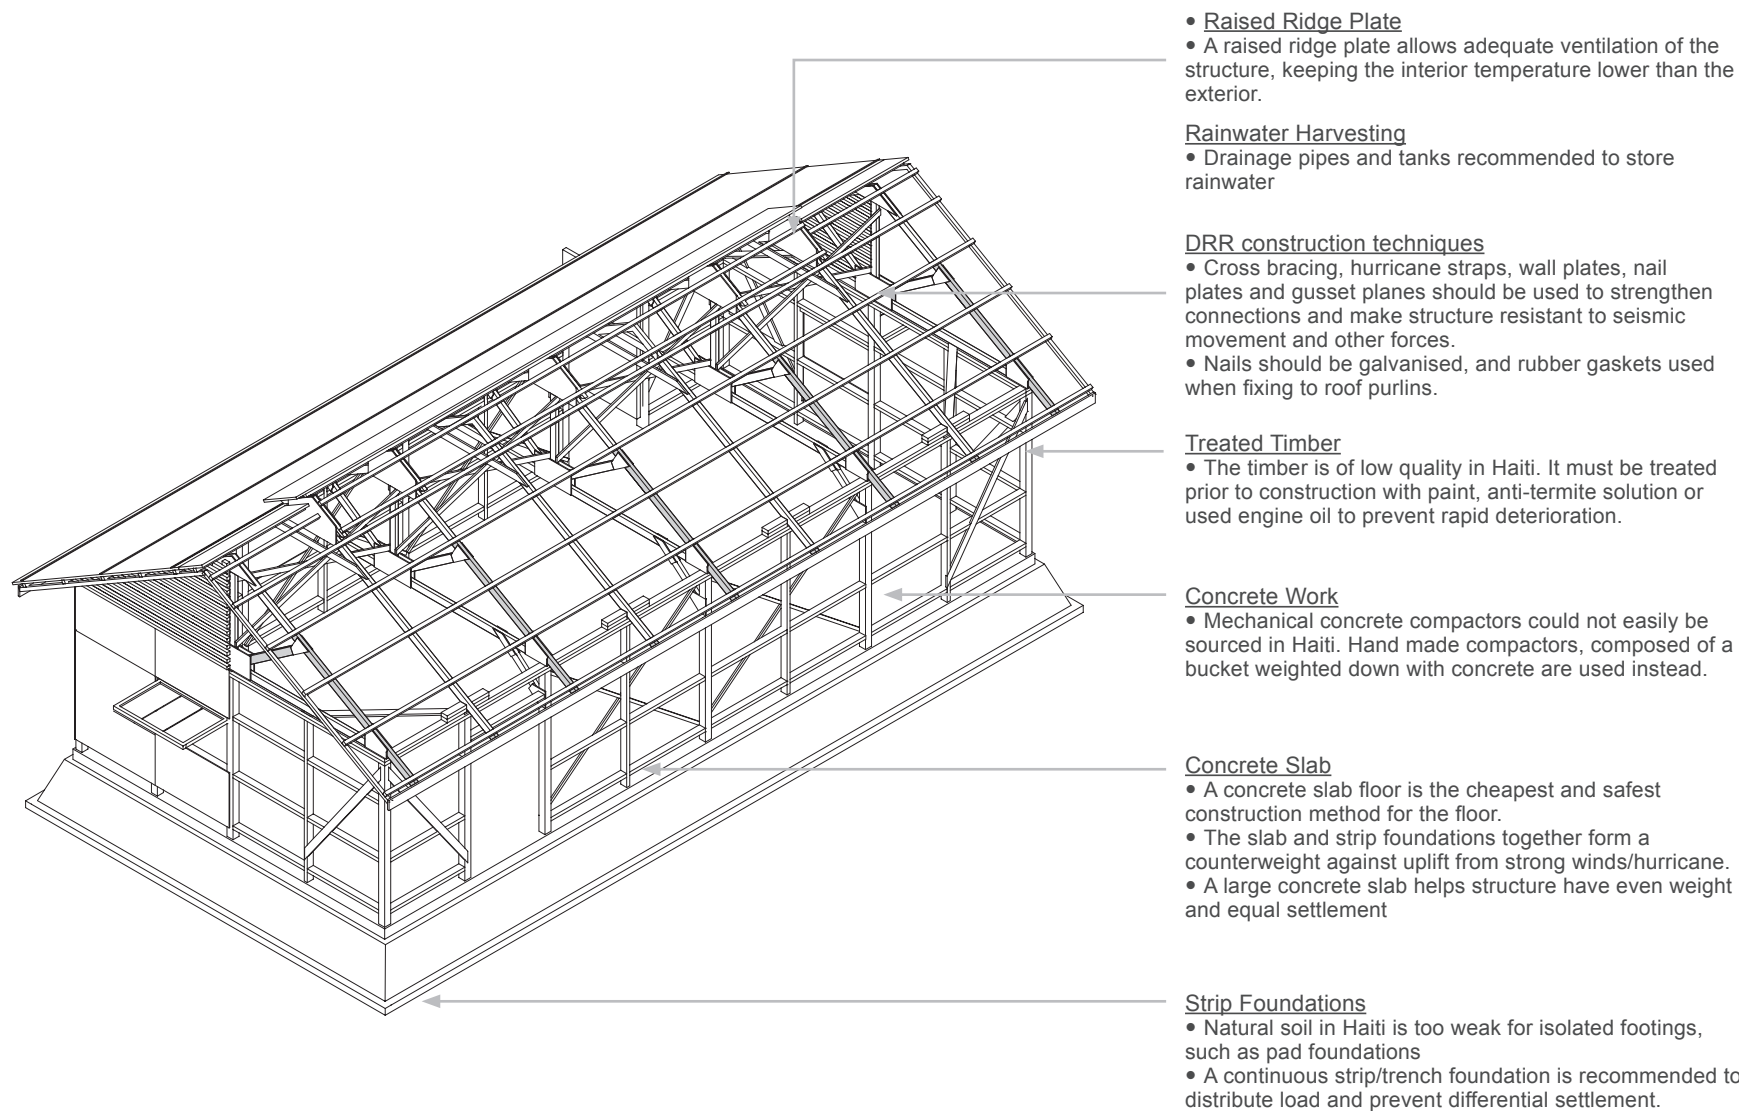 • Raised Ridge Plate
• A raised ridge plate allows adequate ventilation of the
structure, keeping the interior temperature lower than the
exterior.
Rainwater Harvesting
• Drainage pipes and tanks recommended to store
rainwater
DRR construction techniques
• Cross bracing, hurricane straps, wall plates, nail
plates and gusset planes should be used to strengthen
connections and make structure resistant to seismic
movement and other forces.
• Nails should be galvanised, and rubber gaskets used
when fixing to roof purlins.
Treated Timber
• The timber is of low quality in Haiti. It must be treated
prior to construction with paint, anti-termite solution or
used engine oil to prevent rapid deterioration.
Concrete Work
• Mechanical concrete compactors could not easily be
sourced in Haiti. Hand made compactors, composed of a
bucket weighted down with concrete are used instead.
Concrete Slab
• A concrete slab floor is the cheapest and safest
construction method for the floor.
• The slab and strip foundations together form a
counterweight against uplift from strong winds/hurricane.
• A large concrete slab helps structure have even weight
and equal settlement
Strip Foundations
• Natural soil in Haiti is too weak for isolated footings,
such as pad foundations
• A continuous strip/trench foundation is recommended to
distribute load and prevent differential settlement.